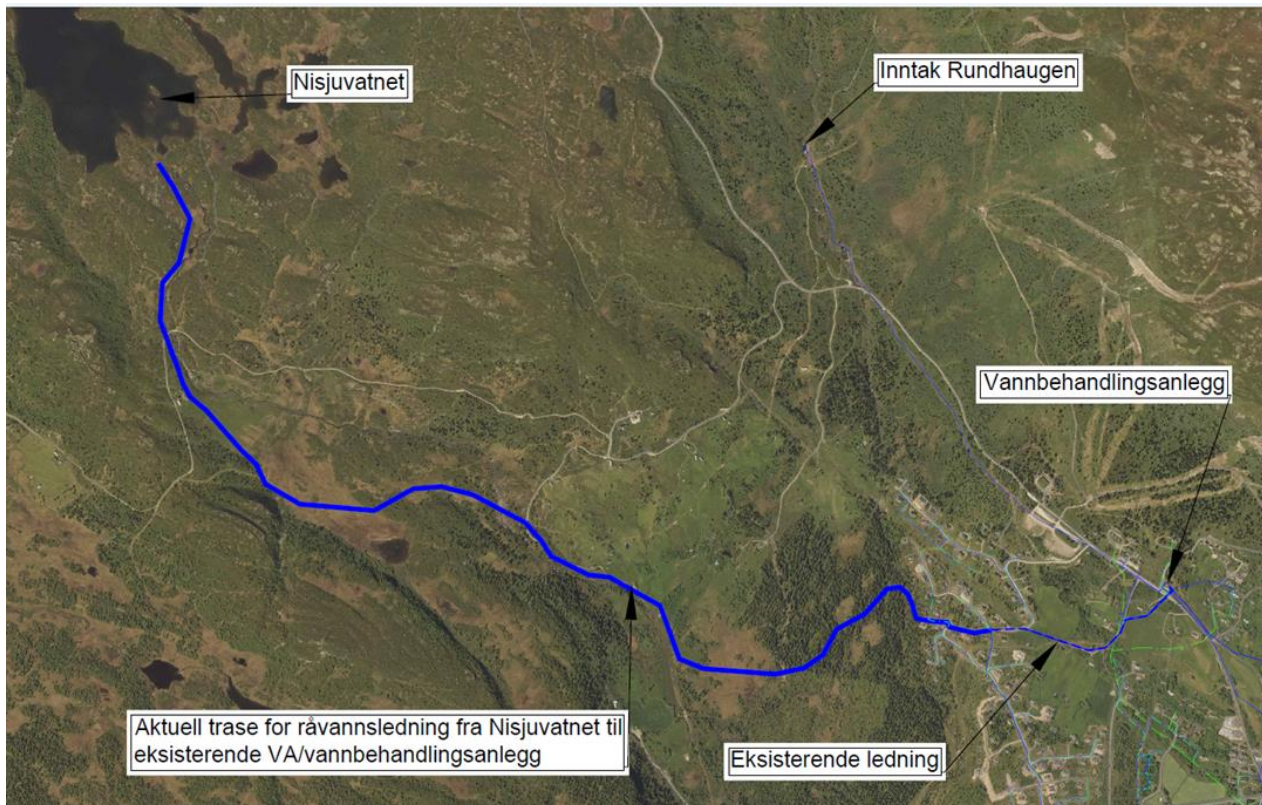 Nisjuvatnet
Inntak Rundhaugen
Vannbehandlingsanlegg
Aktuell trase for råvannsledning fra Nisjuvatnet til
eksisterende VA/vannbehandlingsanlegg
Eksisterende ledning